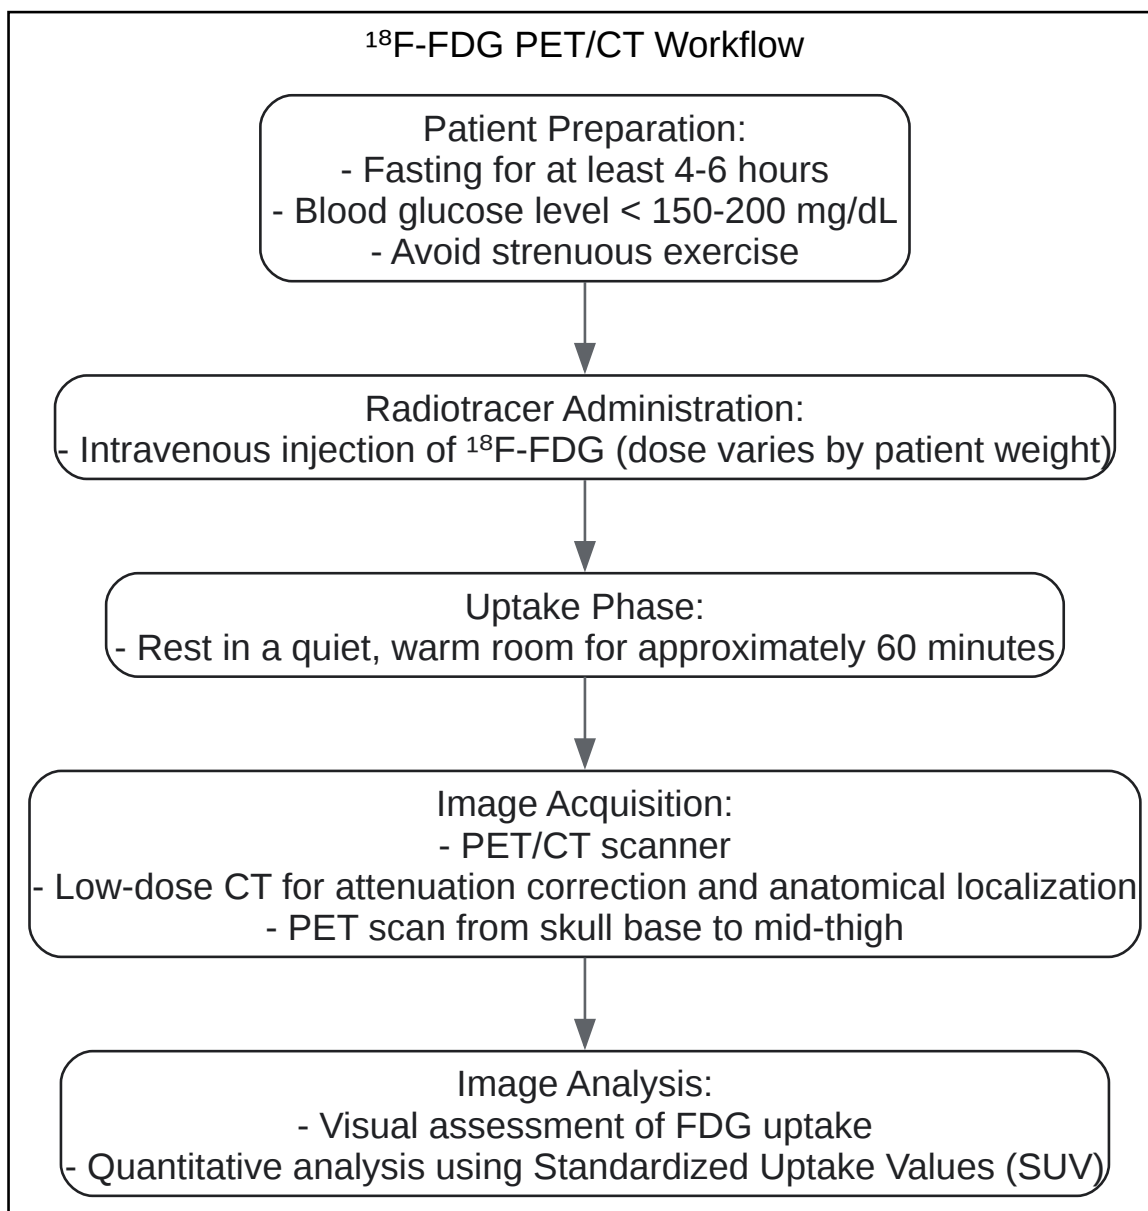 ¹⁸F-FDG PET/CT Workflow
Patient Preparation:
- Fasting for at least 4-6 hours
- Blood glucose level < 150-200 mg/dL
- Avoid strenuous exercise
Radiotracer Administration:
- Intravenous injection of ¹⁸F-FDG (dose varies by patient weight)
Uptake Phase:
- Rest in a quiet, warm room for approximately 60 minutes
Image Acquisition:
- PET/CT scanner
- Low-dose CT for attenuation correction and anatomical localization
- PET scan from skull base to mid-thigh
Image Analysis:
- Visual assessment of FDG uptake
- Quantitative analysis using Standardized Uptake Values (SUV)